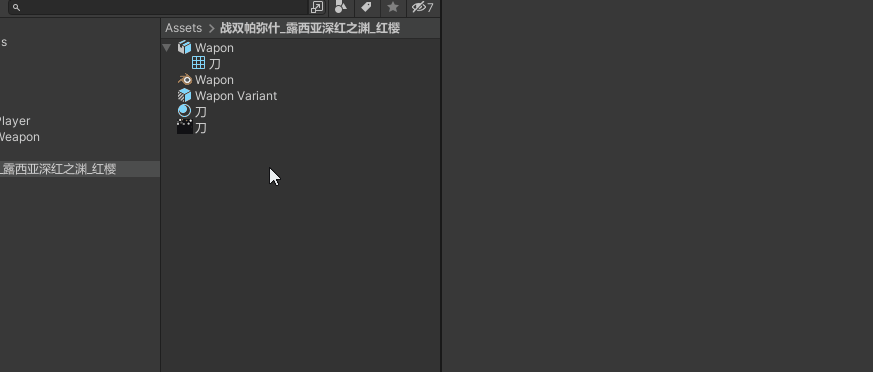 7
Assets > 战双帕弥什_露西亚深红之渊_红樱
s
Wapon
刀
Wapon
Wapon Variant
刀
Player
刀
Weapon
_露西亚深红之渊_红樱